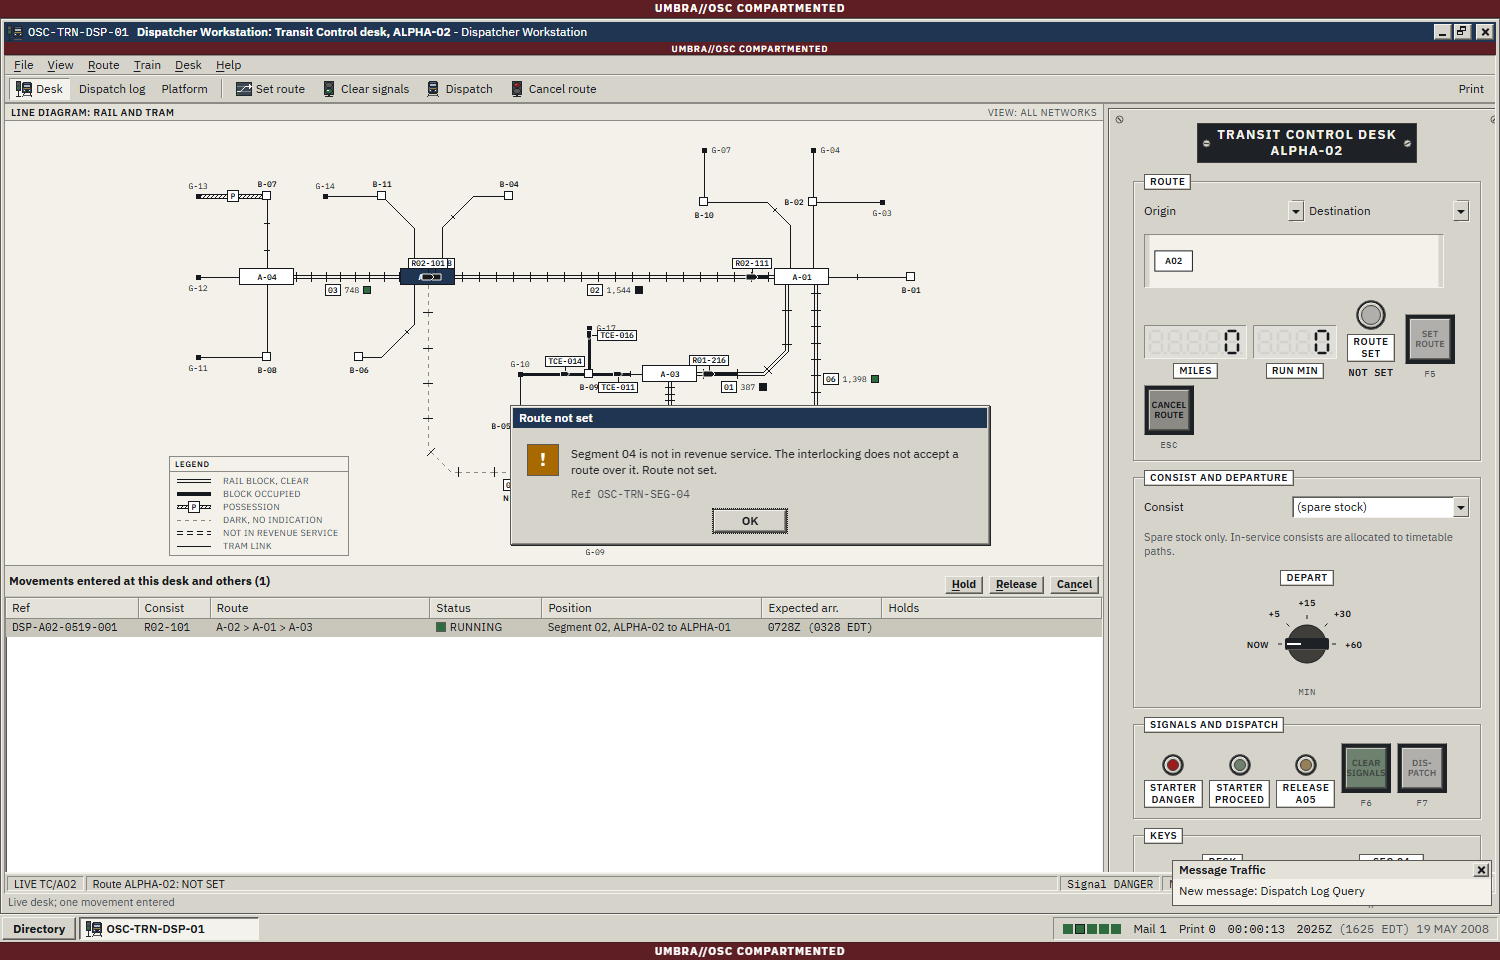 UMBRA//OSC COMPARTMENTED
OSC-TRN-DSP-01 Dispatcher Workstation: Transit Control desk, ALPHA-02 - Dispatcher Workstation
UMBRA//OSC COMPARTMENTED
File View Route Train Desk Help
Desk Dispatch log Platform Set route Clear signals Dispatch Cancel route Print
LINE DIAGRAM: RAIL AND TRAM VIEW: ALL NETWORKS
G-07 G-04
G-13 B-07 G-14 B-11 B-04
P
B-10 B-02 G-03
R02-101 R02-111
A-04 A-01
G-12 03 748 02 1,544 B-01
G-17
TCE-016
G-11 B-08 B-06 G-10 TCE-014 R01-216
A-03
B-09 TCE-011 01 387 06 1,398
B-05
G-09
LEGEND
RAIL BLOCK, CLEAR
BLOCK OCCUPIED
P POSSESSION
DARK, NO INDICATION
NOT IN REVENUE SERVICE
TRAM LINK
Route not set
! Segment 04 is not in revenue service. The interlocking does not accept a
route over it. Route not set.
Ref OSC-TRN-SEG-04
OK
Movements entered at this desk and others (1) Hold Release Cancel
Ref Consist Route Status Position Expected arr. Holds
DSP-A02-0519-001 R02-101 A-02 > A-01 > A-03 RUNNING Segment 02, ALPHA-02 to ALPHA-01 0728Z (0328 EDT)
TRANSIT CONTROL DESK
ALPHA-02
ROUTE
Origin Destination
A02
0 0
MILES RUN MIN
ROUTE
SET
NOT SET
SET
ROUTE
F5
CANCEL
ROUTE
ESC
CONSIST AND DEPARTURE
Consist (spare stock)
Spare stock only. In-service consists are allocated to timetable
paths.
DEPART
NOW +5 +15 +30 +60
MIN
SIGNALS AND DISPATCH
STARTER
DANGER
STARTER
PROCEED
RELEASE
A05
CLEAR
SIGNALS
F6
DIS-
PATCH
F7
KEYS
Message Traffic
New message: Dispatch Log Query
LIVE TC/A02 Route ALPHA-02: NOT SET Signal DANGER
Live desk; one movement entered
Directory OSC-TRN-DSP-01 Mail 1 Print 0 00:00:13 2025Z (1625 EDT) 19 MAY 2008
UMBRA//OSC COMPARTMENTED